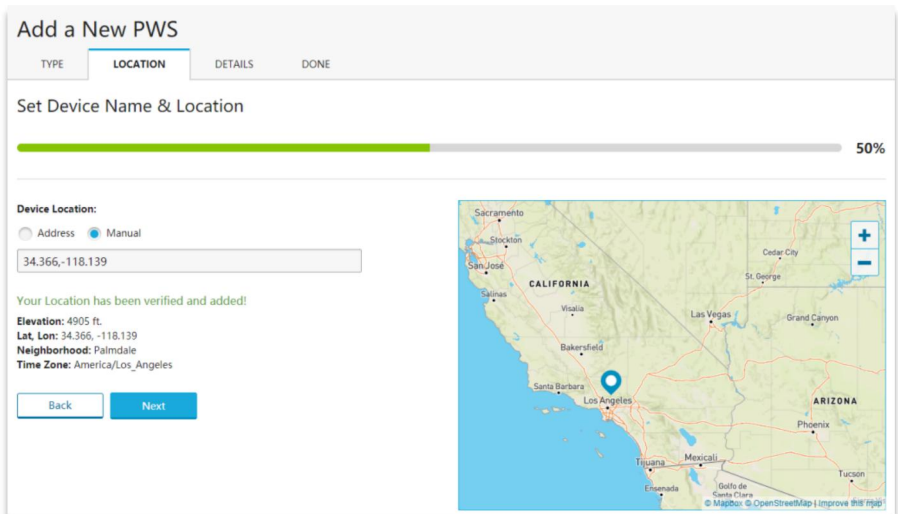 Add a New PWS
TYPE LOCATION DETAILS DONE
Set Device Name & Location
50%
Device Location:
Address Manual
34.366,-118.139
Your Location has been verified and added!
Elevation: 4905 ft.
Lat, Lon: 34.366, -118.139
Neighborhood: Palmdale
Time Zone: America/Los_Angeles
Back Next
Sacramento
Stockton
San José
Salinas
CALIFORNIA
Visalia
Bakersfield
Santa Barbara
Los Angeles
Cedar City
St. George
Las Vegas
Grand Canyon
ARIZONA
Phoenix
Tijuana
Mexicali
Ensenada
Golfo de
Santa Clara
Tucson
+
−
© Mapbox © OpenStreetMap | Improve this map